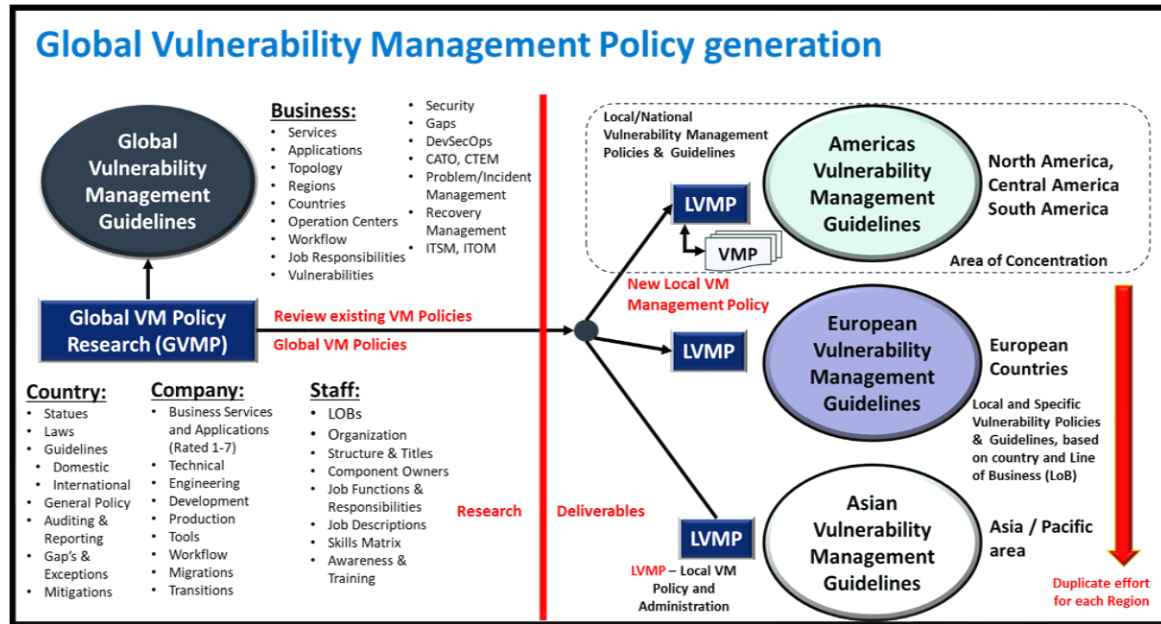 Global Vulnerability Management Policy generation
Global
Vulnerability
Management
Guidelines
Business:
• Services
• Applications
• Topology
• Regions
• Countries
• Operation Centers
• Workflow
• Job Responsibilities
• Vulnerabilities
• Security
• Gaps
• DevSecOps
• CATO, CTEM
• Problem/Incident
Management
• Recovery
Management
• ITSM, ITOM
Global VM Policy
Research (GVMP)
Review existing VM Policies
Global VM Policies
Country:
• Statues
• Laws
• Guidelines
• Domestic
• International
• General Policy
• Auditing &
Reporting
• Gap's &
Exceptions
• Mitigations
Company:
• Business Services
and Applications
(Rated 1-7)
• Technical
• Engineering
• Development
• Production
• Tools
• Workflow
• Migrations
• Transitions
Staff:
• LOBs
• Organization
• Structure & Titles
• Component Owners
• Job Functions &
Responsibilities
• Job Descriptions
• Skills Matrix
• Awareness &
Training
Research
Deliverables
Local/National
Vulnerability Management
Policies & Guidelines
LVMP
VMP
Americas
Vulnerability
Management
Guidelines
North America,
Central America
South America
Area of Concentration
New Local VM
Management Policy
LVMP
European
Vulnerability
Management
Guidelines
European
Countries
Local and Specific
Vulnerability Policies
& Guidelines, based
on country and Line
of Business (LoB)
LVMP
LVMP – Local VM
Policy and
Administration
Asian
Vulnerability
Management
Guidelines
Asia / Pacific
area
Duplicate effort
for each Region